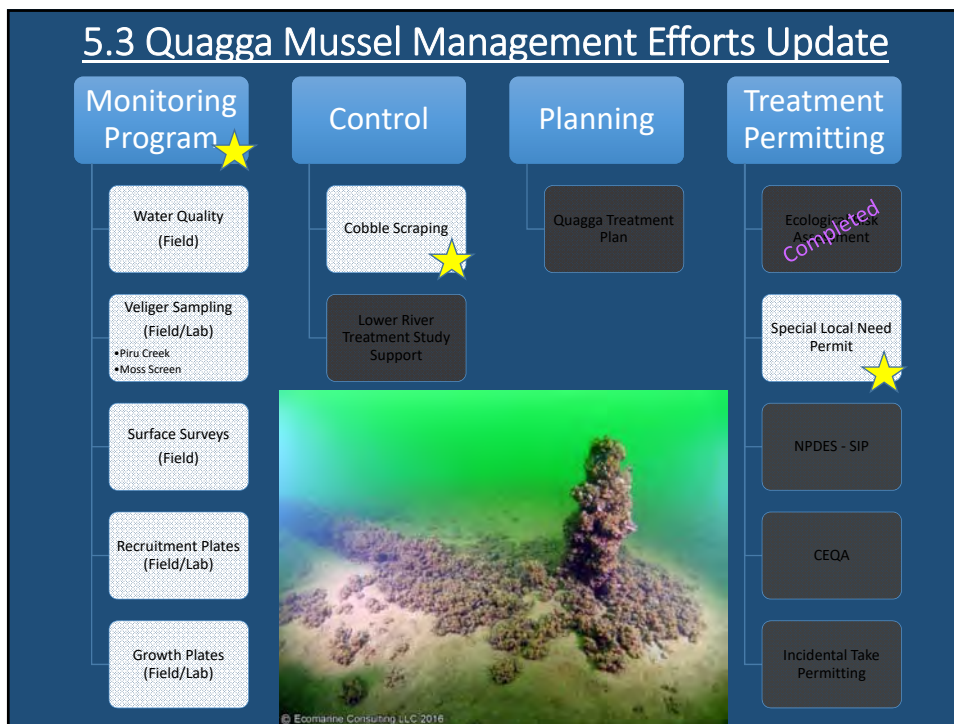 5.3 Quagga Mussel Management Efforts Update
Monitoring
Program
Water Quality
(Field)
Veliger Sampling
(Field/Lab)
•Piru Creek
•Moss Screen
Surface Surveys
(Field)
Recruitment Plates
(Field/Lab)
Growth Plates
(Field/Lab)
Control
Cobble Scraping
Lower River
Treatment Study
Support
Planning
Quagga Treatment
Plan
Treatment
Permitting
Ecological Risk
Assessment
Completed
Special Local Need
Permit
NPDES - SIP
CEQA
Incidental Take
Permitting
© Ecomarine Consulting LLC 2016